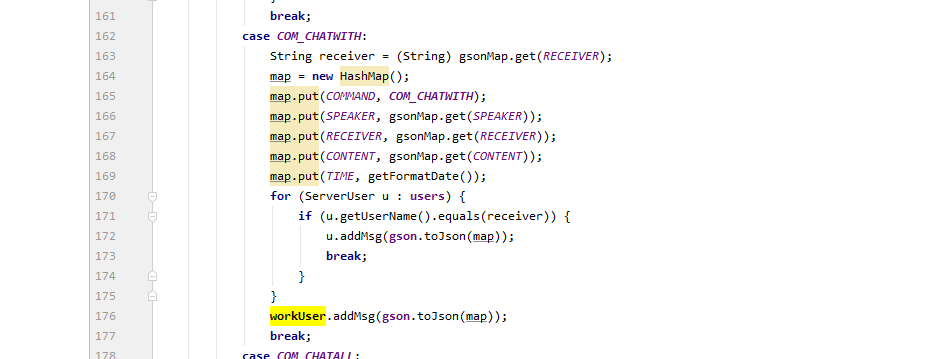 }
161 break;
162 case COM_CHATWITH:
163 String receiver = (String) gsonMap.get(RECEIVER);
164 map = new HashMap();
165 map.put(COMMAND, COM_CHATWITH);
166 map.put(SPEAKER, gsonMap.get(SPEAKER));
167 map.put(RECEIVER, gsonMap.get(RECEIVER));
168 map.put(CONTENT, gsonMap.get(CONTENT));
169 map.put(TIME, getFormatDate());
170 for (ServerUser u : users) {
171 if (u.getUserName().equals(receiver)) {
172 u.addMsg(gson.toJson(map));
173 break;
174 }
175 }
176 workUser.addMsg(gson.toJson(map));
177 break;
178 case COM_CHATALL: